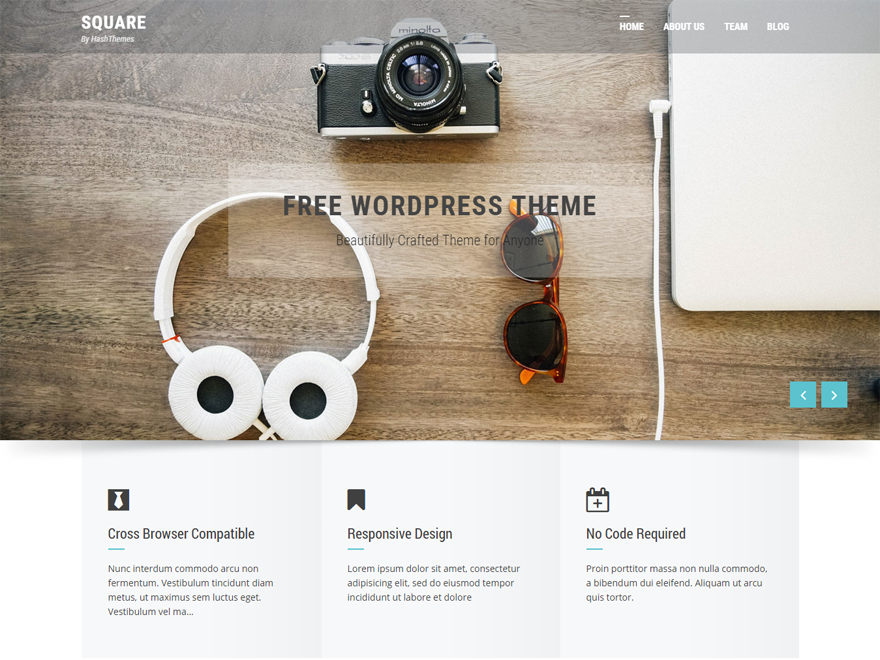 SQUARE
By HashThemes
HOME ABOUT US TEAM BLOG
minolta
MD MINOLTA CELTIC
FREE WORDPRESS THEME
Beautifully Crafted Theme for Anyone
Cross Browser Compatible
Nunc interdum commodo arcu non
fermentum. Vestibulum tincidunt diam
metus, ut maximus sem luctus eget.
Vestibulum vel ma...
Responsive Design
Lorem ipsum dolor sit amet, consectetur
adipisicing elit, sed do eiusmod tempor
incididunt ut labore et dolore
No Code Required
Proin porttitor massa non nulla commodo,
a bibendum dui eleifend. Aliquam ut arcu
quis tortor.